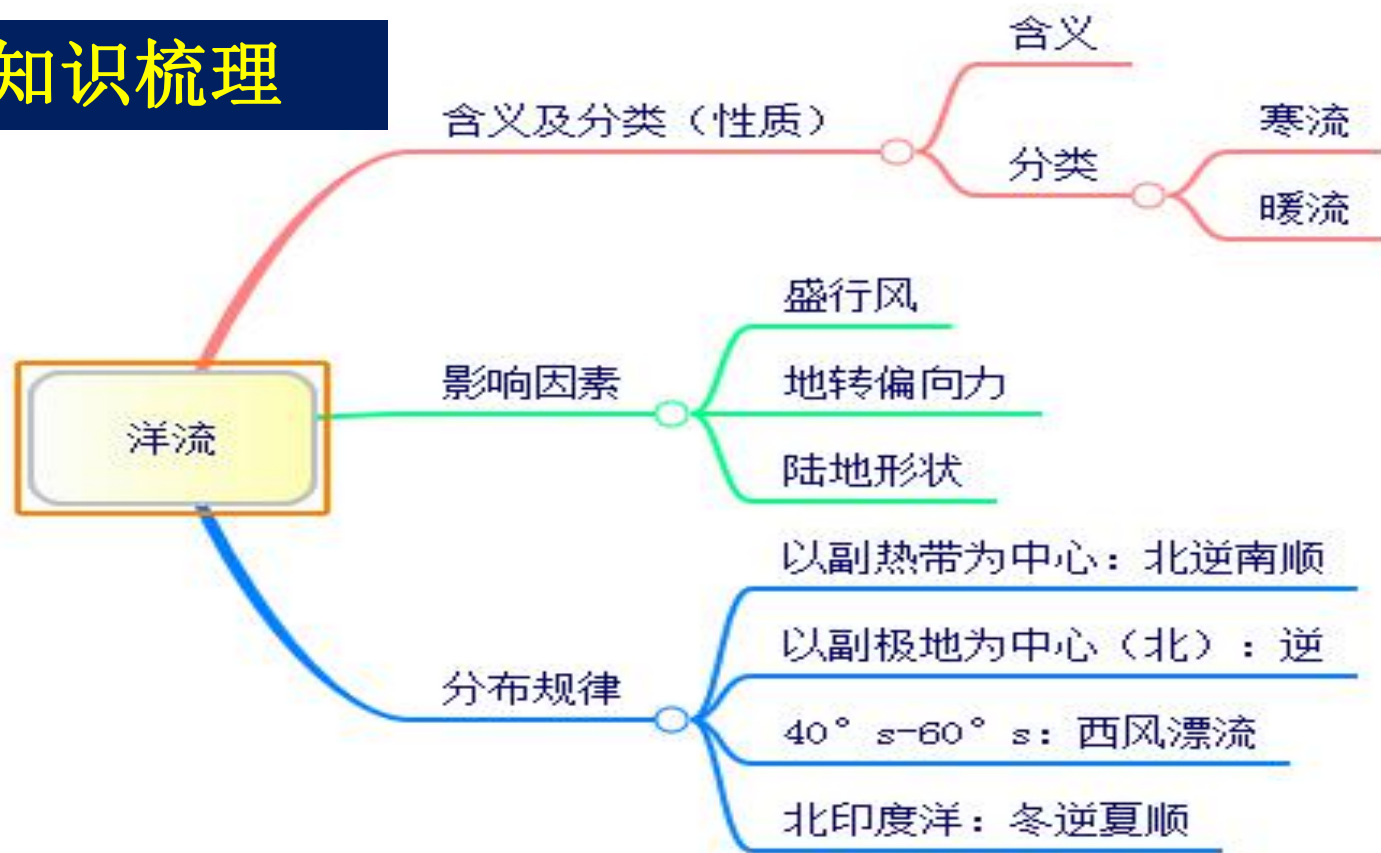 知识梳理
洋流
含义及分类（性质）
含义
分类
寒流
暖流
影响因素
盛行风
地转偏向力
陆地形状
分布规律
以副热带为中心：北逆南顺
以副极地为中心（北）：逆
40°s-60°s：西风漂流
北印度洋：冬逆夏顺